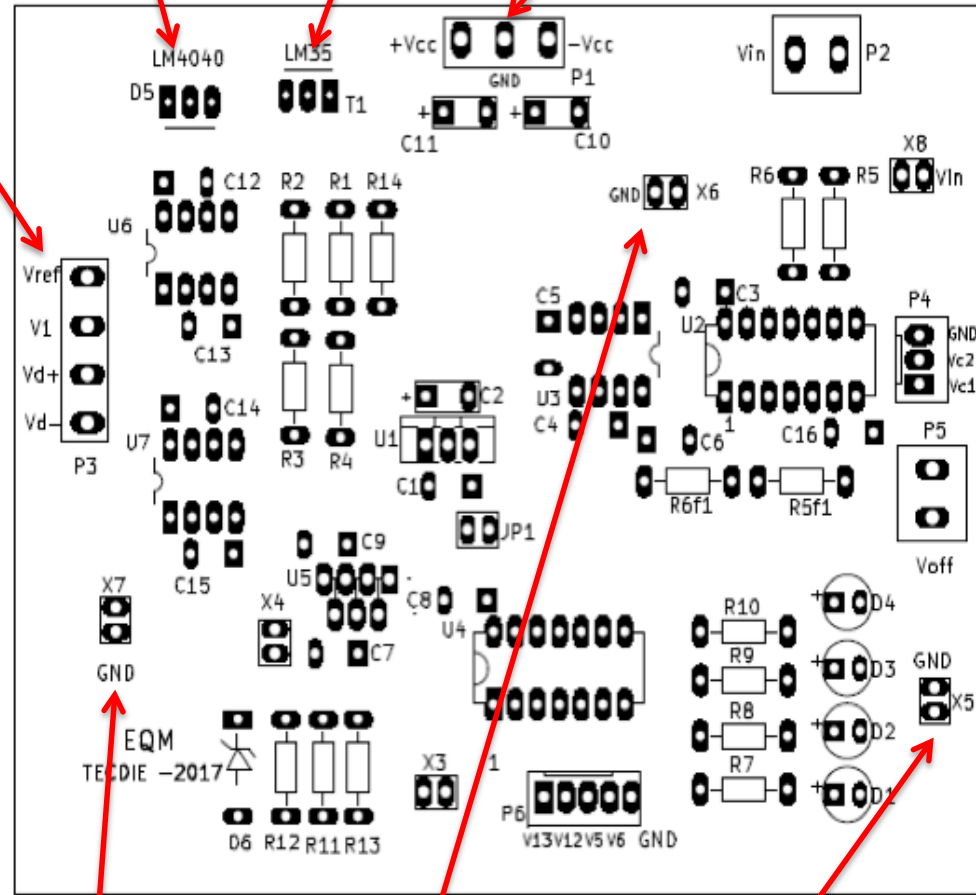 LM4040
LM35
+Vcc
-Vcc
GND
P1
Vin
P2
D5
T1
+
C11
+
C10
X8
Vin
C12
R2
R1
R14
GND
X6
R6
R5
U6
Vref
V1
Vd+
Vd-
P3
C13
C5
C3
U2
P4
GND
Vc2
Vc1
C14
U7
R3
R4
+
C2
U1
U3
C4
C6
1
C16
P5
C1
R6f1
R5f1
JP1
Voff
C15
C9
U5
X7
GND
X4
C8
U4
C7
R10
+
D4
R9
+
D3
GND
X5
R8
+
D2
R7
+
D1
EQM
TECDIE -2017
D6
R12
R11
R13
X3
1
P6
V13
V12
V5
V6
GND